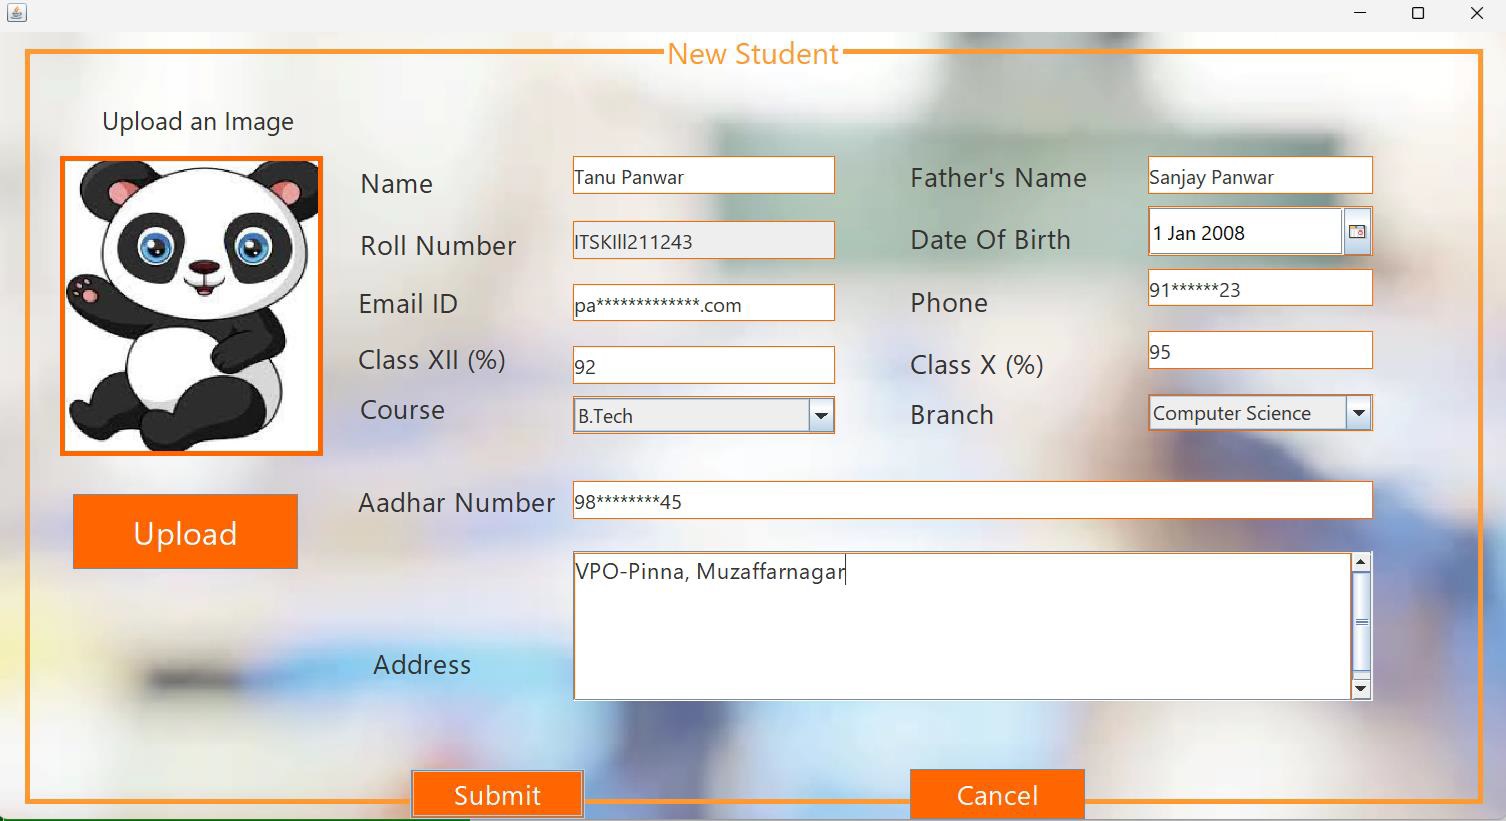 New Student
Upload an Image
Name Tanu Panwar Father's Name Sanjay Panwar
Roll Number ITSKIll211243 Date Of Birth 1 Jan 2008
Email ID pa*************.com Phone 91******23
Class XII (%) 92 Class X (%) 95
Course B.Tech Branch Computer Science
Aadhar Number 98********45
Upload
VPO-Pinna, Muzaffarnagar
Address
Submit Cancel